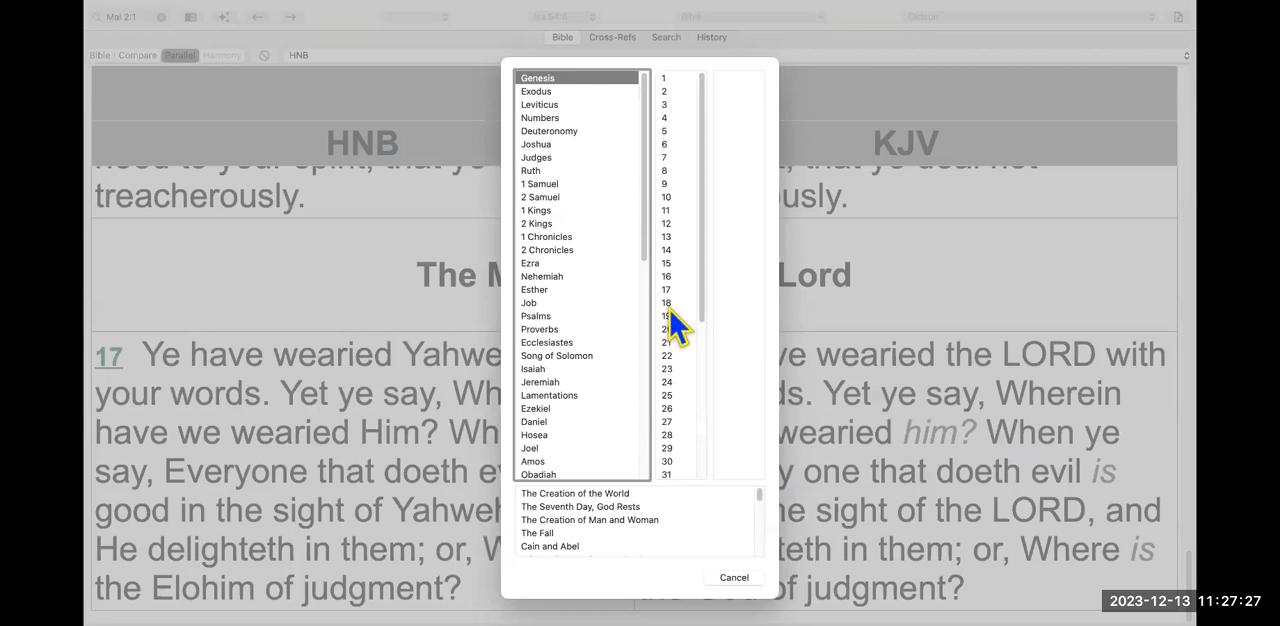 Mal 2:1
Isa 54:6
Bible
Gibson
Bible
Cross-Refs
Search
History
Bible
Compare
Parallel
Harmony
HNB
HNB
KJV
treacherously.
ously.
The M
Lord
17 Ye have wearied Yahwe
your words. Yet ye say, Wh
have we wearied Him? Wh
say, Everyone that doeth ev
good in the sight of Yahweh
He delighteth in them; or, W
the Elohim of judgment?
ve wearied the LORD with
ds. Yet ye say, Wherein
wearied him? When ye
y one that doeth evil is
he sight of the LORD, and
teth in them; or, Where is
of judgment?
Genesis
Exodus
Leviticus
Numbers
Deuteronomy
Joshua
Judges
Ruth
1 Samuel
2 Samuel
1 Kings
2 Kings
1 Chronicles
2 Chronicles
Ezra
Nehemiah
Esther
Job
Psalms
Proverbs
Ecclesiastes
Song of Solomon
Isaiah
Jeremiah
Lamentations
Ezekiel
Daniel
Hosea
Joel
Amos
Obadiah
1
2
3
4
5
6
7
8
9
10
11
12
13
14
15
16
17
18
19
20
21
22
23
24
25
26
27
28
29
30
31
The Creation of the World
The Seventh Day, God Rests
The Creation of Man and Woman
The Fall
Cain and Abel
Cancel
2023-12-13 11:27:27